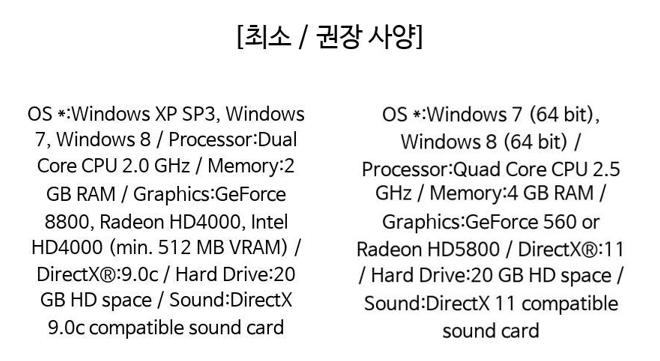 [최소 / 권장 사양]
OS *:Windows XP SP3, Windows
7, Windows 8 / Processor:Dual
Core CPU 2.0 GHz / Memory:2
GB RAM / Graphics:GeForce
8800, Radeon HD4000, Intel
HD4000 (min. 512 MB VRAM) /
DirectX®:9.0c / Hard Drive:20
GB HD space / Sound:DirectX
9.0c compatible sound card
OS *:Windows 7 (64 bit),
Windows 8 (64 bit) /
Processor:Quad Core CPU 2.5
GHz / Memory:4 GB RAM /
Graphics:GeForce 560 or
Radeon HD5800 / DirectX®:11
/ Hard Drive:20 GB HD space /
Sound:DirectX 11 compatible
sound card